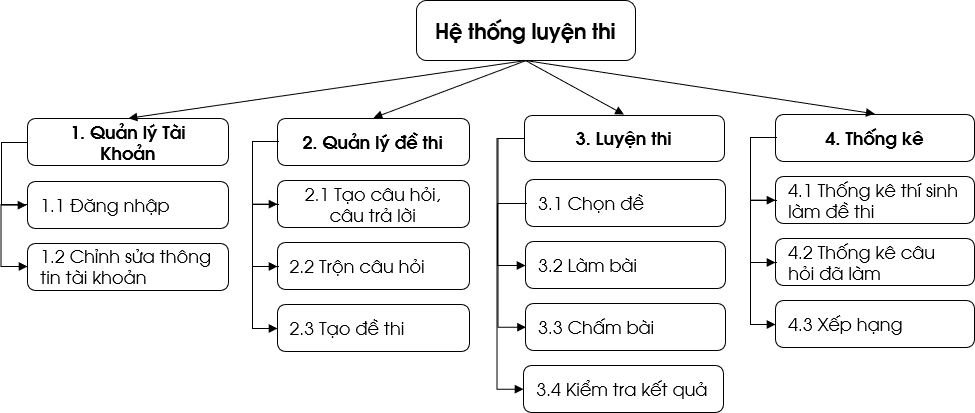 Hệ thống luyện thi
1. Quản lý Tài
Khoản
1.1 Đăng nhập
1.2 Chỉnh sửa thông
tin tài khoản
2. Quản lý đề thi
2.1 Tạo câu hỏi,
câu trả lời
2.2 Trộn câu hỏi
2.3 Tạo đề thi
3. Luyện thi
3.1 Chọn đề
3.2 Làm bài
3.3 Chấm bài
3.4 Kiểm tra kết quả
4. Thống kê
4.1 Thống kê thí sinh
làm đề thi
4.2 Thống kê câu
hỏi đã làm
4.3 Xếp hạng